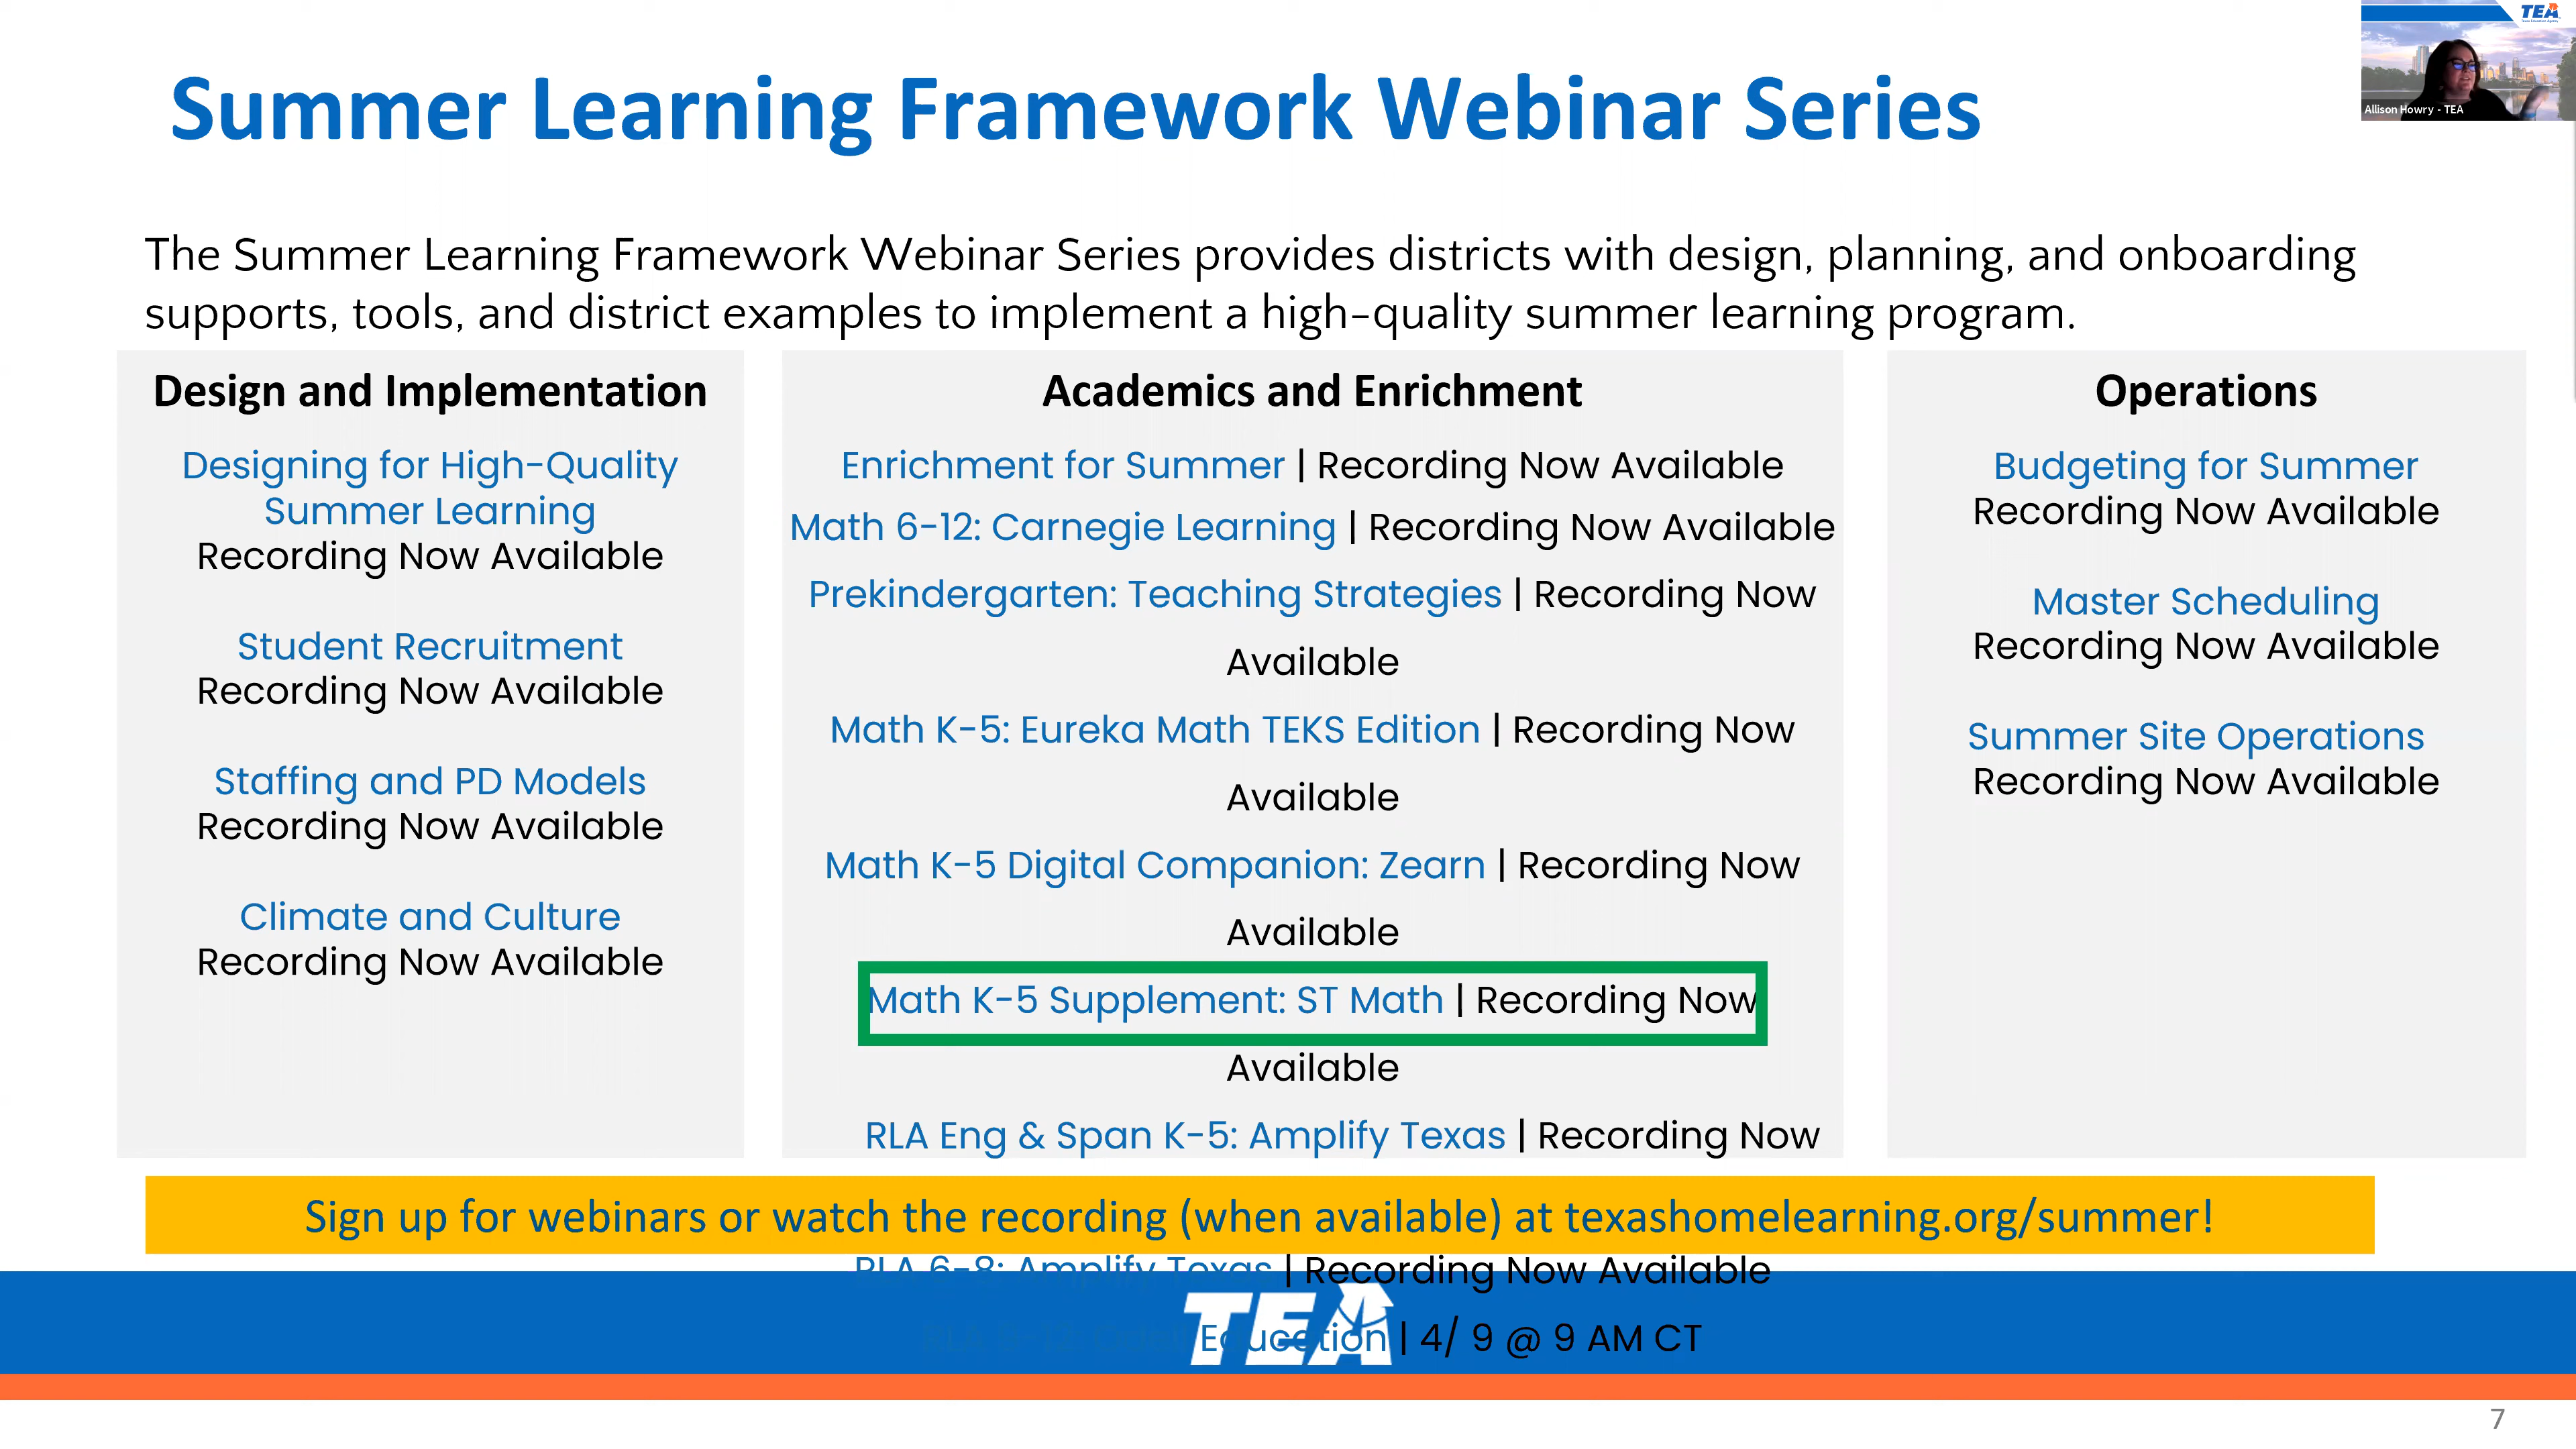 TEA
Allison Howry - TEA
Summer Learning Framework Webinar Series
The Summer Learning Framework Webinar Series provides districts with design, planning, and onboarding
supports, tools, and district examples to implement a high-quality summer learning program.
Design and Implementation
Designing for High-Quality
Summer Learning
Recording Now Available
Student Recruitment
Recording Now Available
Staffing and PD Models
Recording Now Available
Climate and Culture
Recording Now Available
Academics and Enrichment
Enrichment for Summer | Recording Now Available
Math 6-12: Carnegie Learning | Recording Now Available
Prekindergarten: Teaching Strategies | Recording Now
Available
Math K-5: Eureka Math TEKS Edition | Recording Now
Available
Math K-5 Digital Companion: Zearn | Recording Now
Available
Math K-5 Supplement: ST Math | Recording Now
Available
RLA Eng & Span K-5: Amplify Texas | Recording Now
RLA 6-8: Amplify Texas | Recording Now Available
Education | 4/ 9 @ 9 AM CT
Operations
Budgeting for Summer
Recording Now Available
Master Scheduling
Recording Now Available
Summer Site Operations
Recording Now Available
Sign up for webinars or watch the recording (when available) at texashomelearning.org/summer!
TEA
7